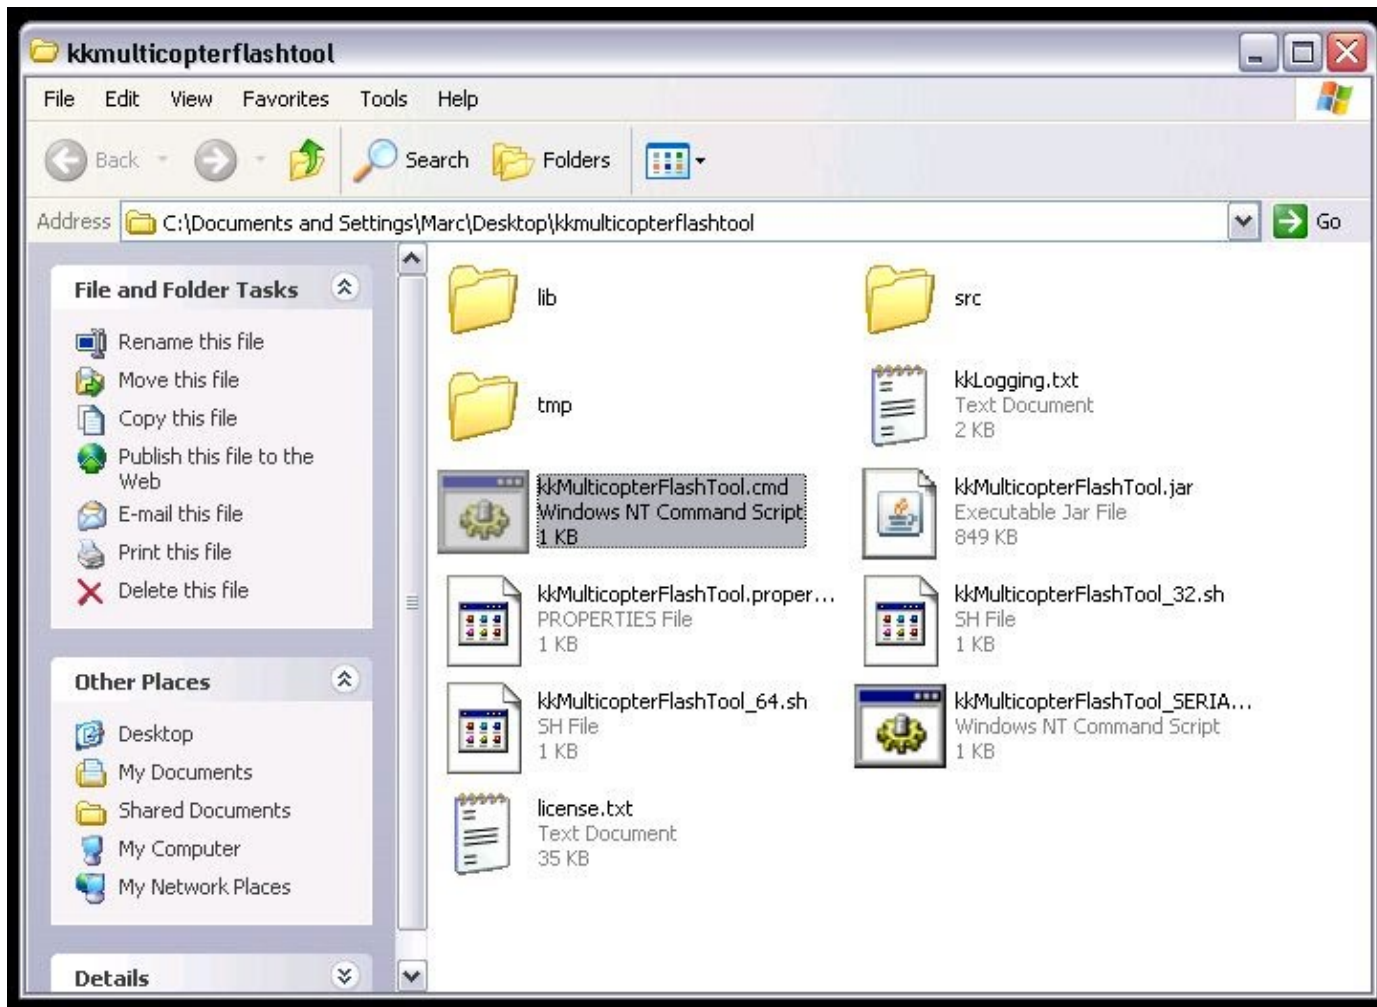 kkmulticopterflashtool
File Edit View Favorites Tools Help
Back Search Folders
Address C:\Documents and Settings\Marc\Desktop\kkmulticopterflashtool Go
File and Folder Tasks
Rename this file
Move this file
Copy this file
Publish this file to the
Web
E-mail this file
Print this file
Delete this file
Other Places
Desktop
My Documents
Shared Documents
My Computer
My Network Places
Details
lib
src
tmp
kkLogging.txt
Text Document
2 KB
kkMulticopterFlashTool.cmd
Windows NT Command Script
1 KB
kkMulticopterFlashTool.jar
Executable Jar File
849 KB
kkMulticopterFlashTool.proper...
PROPERTIES File
1 KB
kkMulticopterFlashTool_32.sh
SH File
1 KB
kkMulticopterFlashTool_64.sh
SH File
1 KB
kkMulticopterFlashTool_SERIA...
Windows NT Command Script
1 KB
license.txt
Text Document
35 KB